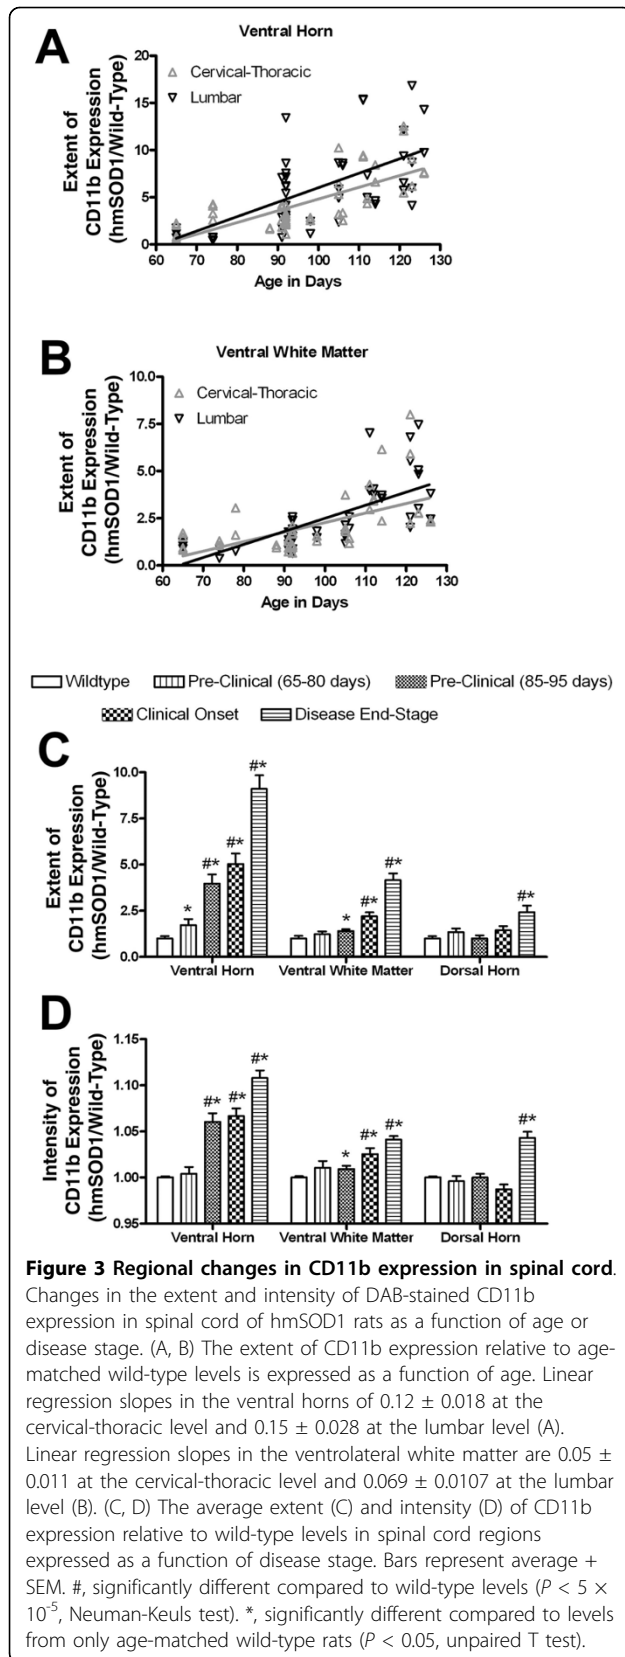 A
Ventral Horn
Extent of
CD11b Expression
(hmSOD1/Wild-Type)
20
15
10
5
0
Cervical-Thoracic
Lumbar
60 70 80 90 100 110 120 130
Age in Days
B
Ventral White Matter
Extent of
CD11b Expression
(hmSOD1/Wild-Type)
10.0
7.5
5.0
2.5
0.0
Cervical-Thoracic
Lumbar
60 70 80 90 100 110 120 130
Age in Days
Wildtype Pre-Clinical (65-80 days) Pre-Clinical (85-95 days)
Clinical Onset Disease End-Stage
C
Extent of
CD11b Expression
(hmSOD1/Wild-Type)
10.0
7.5
5.0
2.5
0.0
* #* #* #*
* #* #*
#*
Ventral Horn Ventral White Matter Dorsal Horn
D
Intensity of
CD11b Expression
(hmSOD1/Wild-Type)
1.15
1.10
1.05
1.00
0.95
#* #* #*
* #* #*
#*
Ventral Horn Ventral White Matter Dorsal Horn
Figure 3 Regional changes in CD11b expression in spinal cord.
Changes in the extent and intensity of DAB-stained CD11b
expression in spinal cord of hmSOD1 rats as a function of age or
disease stage. (A, B) The extent of CD11b expression relative to age-
matched wild-type levels is expressed as a function of age. Linear
regression slopes in the ventral horns of 0.12 ± 0.018 at the
cervical-thoracic level and 0.15 ± 0.028 at the lumbar level (A).
Linear regression slopes in the ventrolateral white matter are 0.05 ±
0.011 at the cervical-thoracic level and 0.069 ± 0.0107 at the lumbar
level (B). (C, D) The average extent (C) and intensity (D) of CD11b
expression relative to wild-type levels in spinal cord regions
expressed as a function of disease stage. Bars represent average +
SEM. #, significantly different compared to wild-type levels (P < 5 ×
10⁻⁵, Neuman-Keuls test). *, significantly different compared to levels
from only age-matched wild-type rats (P < 0.05, unpaired T test).